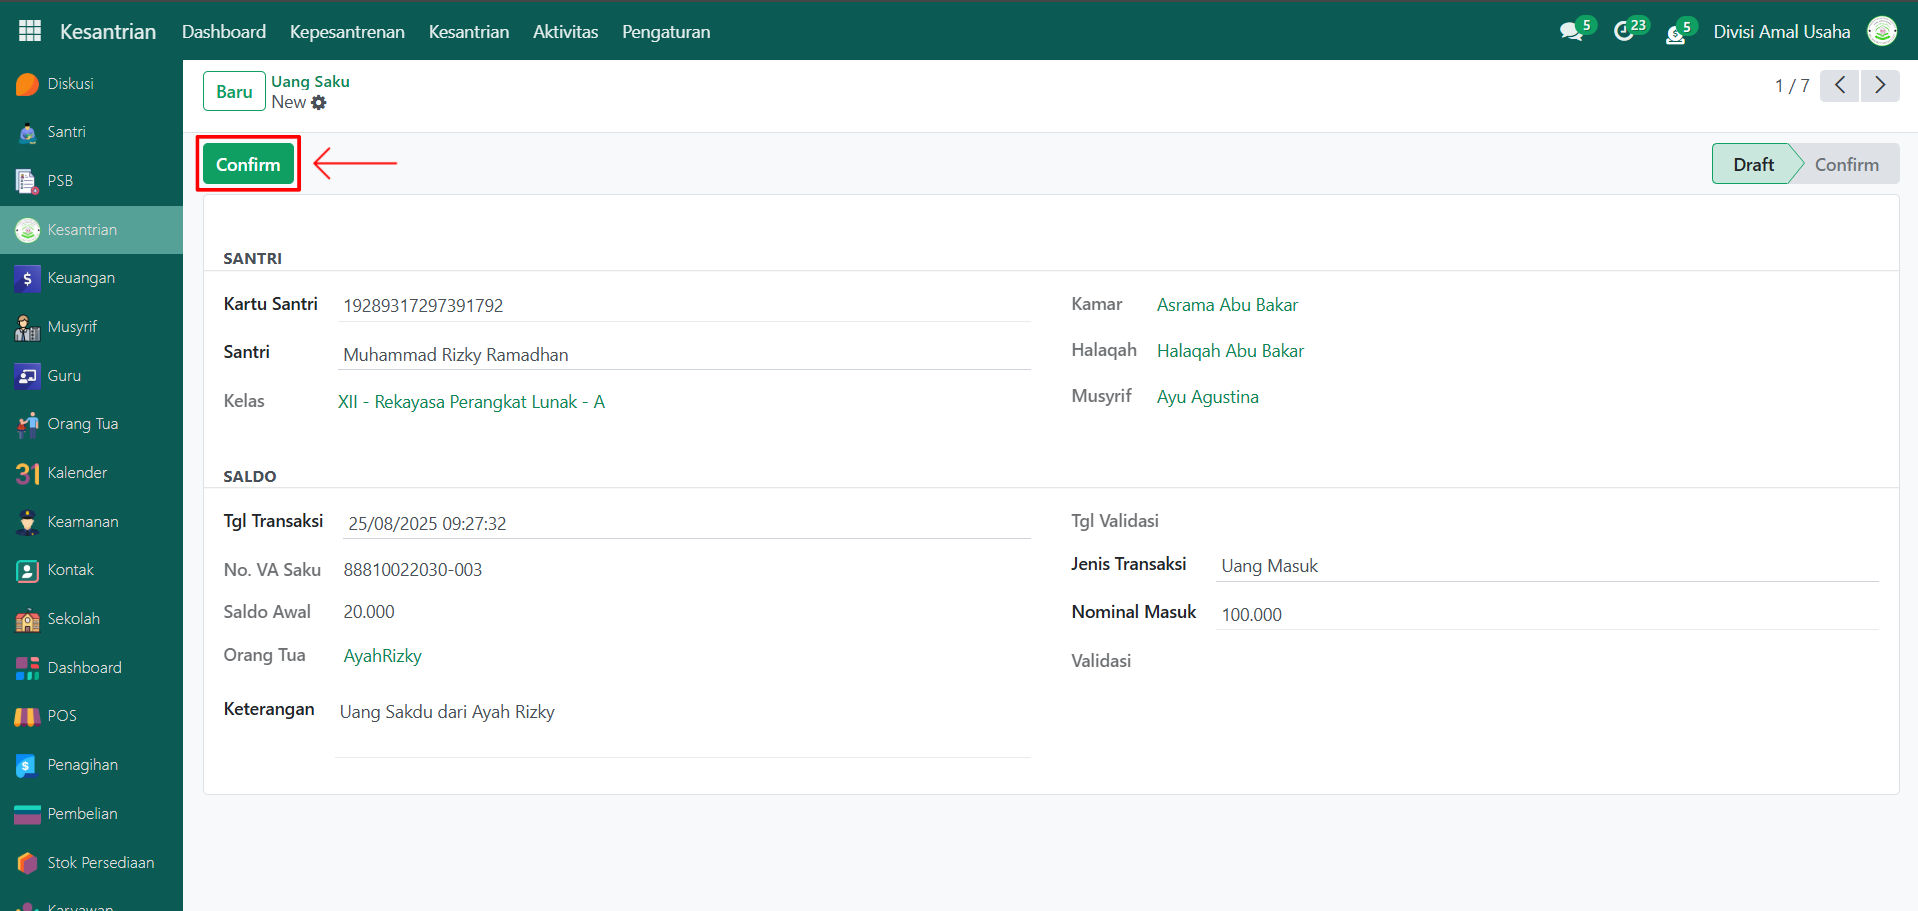 Kesantrian Dashboard Kepesantrenan Kesantrian Aktivitas Pengaturan 5 23 5 Divisi Amal Usaha
Diskusi
Santri
PSB
Kesantrian
Keuangan
Musyrif
Guru
Orang Tua
31 Kalender
Keamanan
Kontak
Sekolah
Dashboard
POS
Penagihan
Pembelian
Stok Persediaan
Karyawan
Baru
Uang Saku
New
1 / 7
Confirm
Draft Confirm
SANTRI
Kartu Santri 19289317297391792
Santri Muhammad Rizky Ramadhan
Kelas XII - Rekayasa Perangkat Lunak - A
Kamar Asrama Abu Bakar
Halaqah Halaqah Abu Bakar
Musyrif Ayu Agustina
SALDO
Tgl Transaksi 25/08/2025 09:27:32
No. VA Saku 88810022030-003
Saldo Awal 20.000
Orang Tua AyahRizky
Keterangan Uang Sakdu dari Ayah Rizky
Tgl Validasi
Jenis Transaksi Uang Masuk
Nominal Masuk 100.000
Validasi